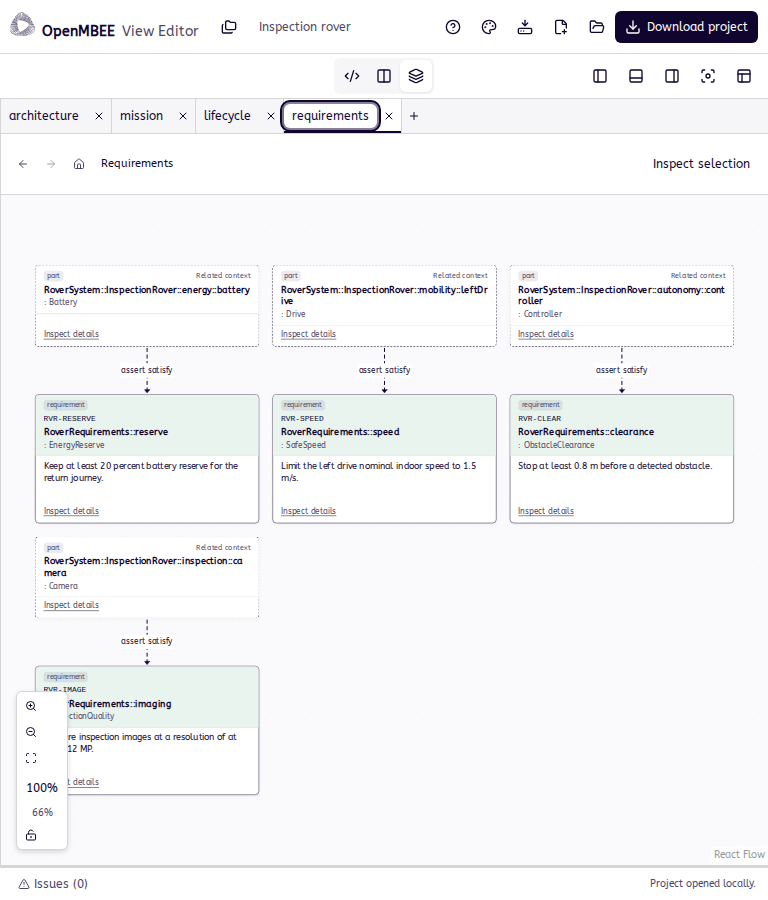 OpenMBEE View Editor
Inspection rover
Download project
architecture
mission
lifecycle
requirements
Requirements
Inspect selection
part Related context
RoverSystem::InspectionRover::energy::battery
: Battery
Inspect details
part Related context
RoverSystem::InspectionRover::mobility::leftDr
ive
: Drive
Inspect details
part Related context
RoverSystem::InspectionRover::autonomy::cont
roller
: Controller
Inspect details
assert satisfy
assert satisfy
assert satisfy
requirement
RVR-RESERVE
RoverRequirements::reserve
: EnergyReserve
Keep at least 20 percent battery reserve for the
return journey.
Inspect details
requirement
RVR-SPEED
RoverRequirements::speed
: SafeSpeed
Limit the left drive nominal indoor speed to 1.5
m/s.
Inspect details
requirement
RVR-CLEAR
RoverRequirements::clearance
: ObstacleClearance
Stop at least 0.8 m before a detected obstacle.
Inspect details
part Related context
RoverSystem::InspectionRover::inspection::ca
mera
: Camera
Inspect details
assert satisfy
requirement
RVR-IMAGE
Requirements::imaging
ctionQuality
re inspection images at a resolution of at
12 MP.
details
100%
66%
React Flow
Issues (0)
Project opened locally.